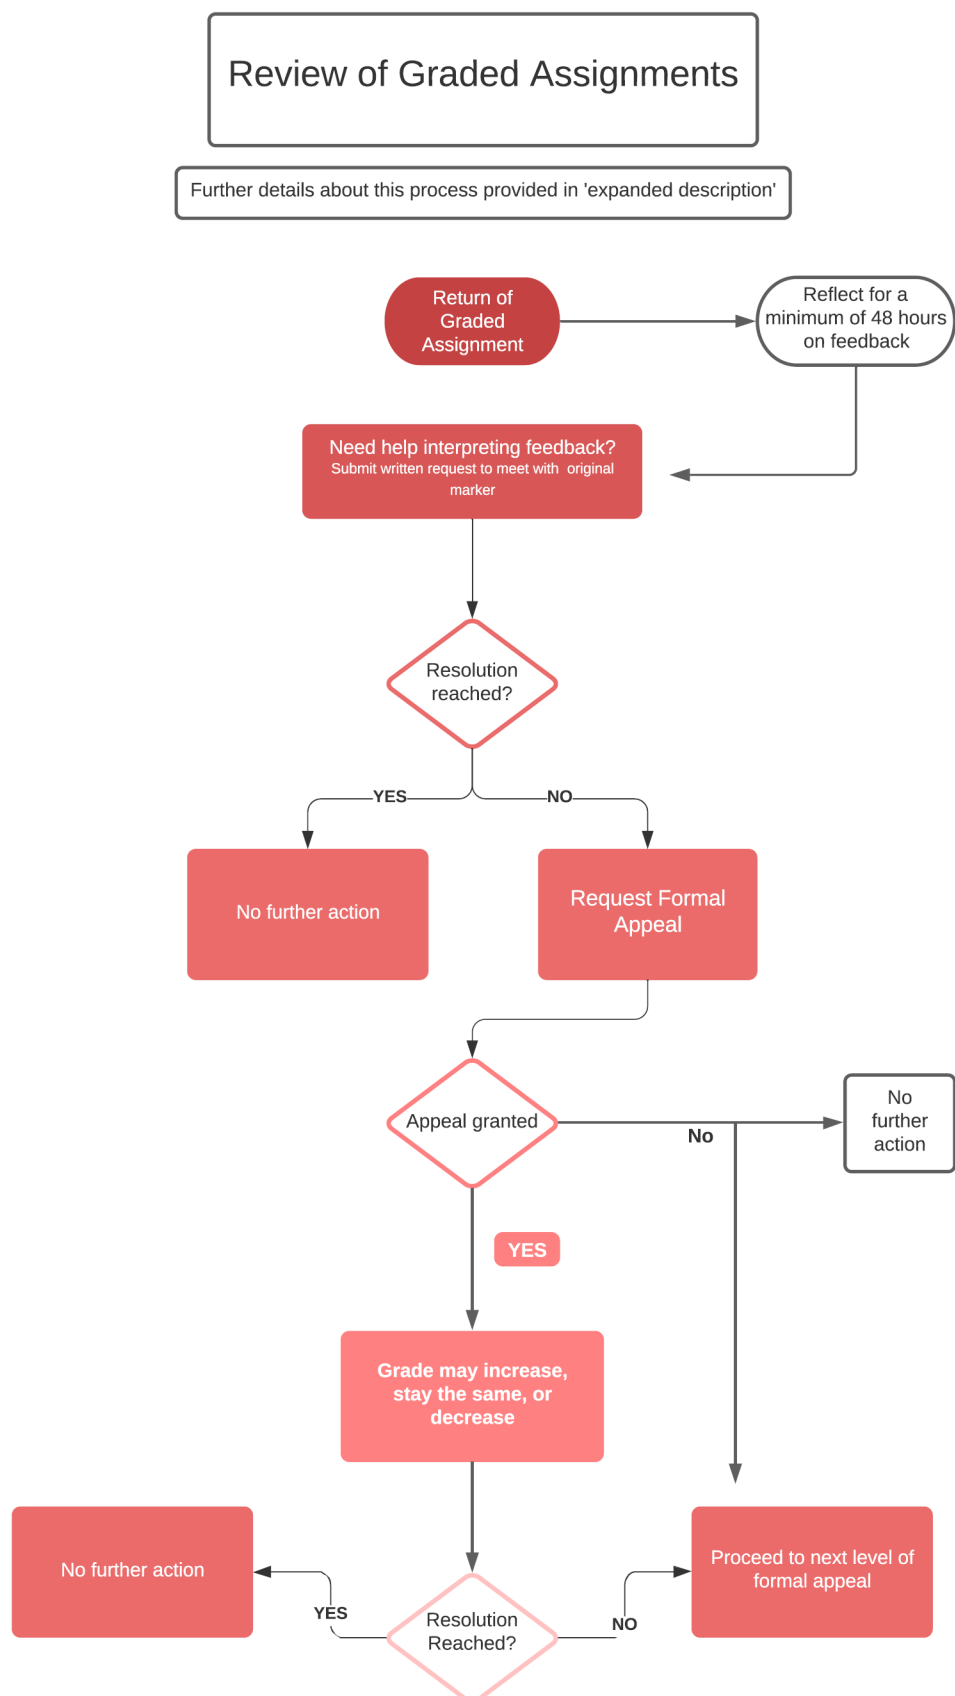 Review of Graded Assignments
Further details about this process provided in 'expanded description'
Return of
Graded
Assignment
Reflect for a
minimum of 48 hours
on feedback
Need help interpreting feedback?
Submit written request to meet with  original
marker
Resolution
reached?
YES
NO
No further action
Request Formal
Appeal
Appeal granted
No
No
further
action
YES
Grade may increase,
stay the same, or
decrease
No further action
YES
Resolution
Reached?
NO
Proceed to next level of
formal appeal